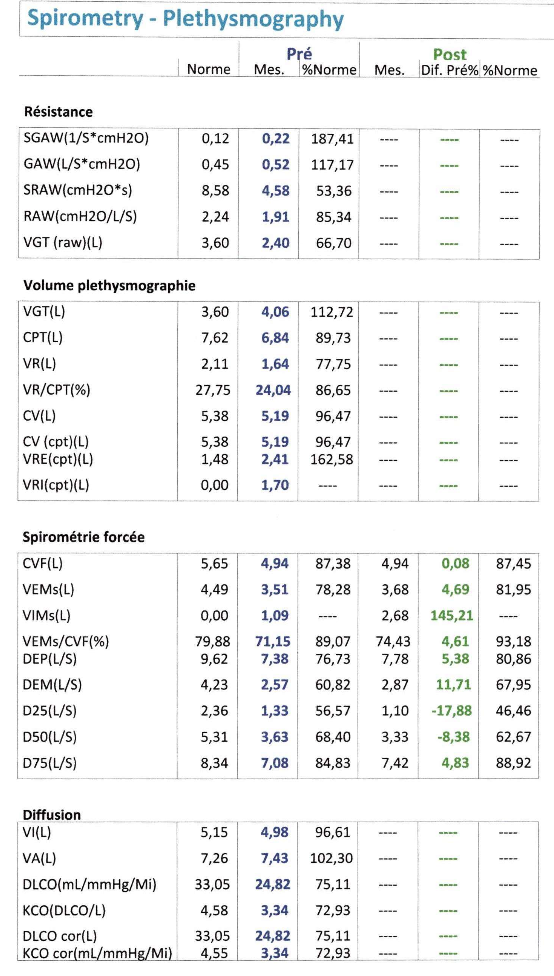 Spirometry - Plethysmography
Pré Post
Norme Mes. %Norme Mes. Dif. Pré% %Norme
Résistance
SGAW(1/S*cmH2O) 0,12 0,22 187,41 ---- ---- ----
GAW(L/S*cmH2O) 0,45 0,52 117,17 ---- ---- ----
SRAW(cmH2O*s) 8,58 4,58 53,36 ---- ---- ----
RAW(cmH2O/L/S) 2,24 1,91 85,34 ---- ---- ----
VGT (raw)(L) 3,60 2,40 66,70 ---- ---- ----
Volume plethysmographie
VGT(L) 3,60 4,06 112,72 ---- ---- ----
CPT(L) 7,62 6,84 89,73 ---- ---- ----
VR(L) 2,11 1,64 77,75 ---- ---- ----
VR/CPT(%) 27,75 24,04 86,65 ---- ---- ----
CV(L) 5,38 5,19 96,47 ---- ---- ----
CV (cpt)(L) 5,38 5,19 96,47 ---- ---- ----
VRE(cpt)(L) 1,48 2,41 162,58 ---- ---- ----
VRI(cpt)(L) 0,00 1,70 ---- ---- ---- ----
Spirométrie forcée
CVF(L) 5,65 4,94 87,38 4,94 0,08 87,45
VEMs(L) 4,49 3,51 78,28 3,68 4,69 81,95
VIMs(L) 0,00 1,09 ---- 2,68 145,21 ----
VEMs/CVF(%) 79,88 71,15 89,07 74,43 4,61 93,18
DEP(L/S) 9,62 7,38 76,73 7,78 5,38 80,86
DEM(L/S) 4,23 2,57 60,82 2,87 11,71 67,95
D25(L/S) 2,36 1,33 56,57 1,10 -17,88 46,46
D50(L/S) 5,31 3,63 68,40 3,33 -8,38 62,67
D75(L/S) 8,34 7,08 84,83 7,42 4,83 88,92
Diffusion
VI(L) 5,15 4,98 96,61 ---- ---- ----
VA(L) 7,26 7,43 102,30 ---- ---- ----
DLCO(mL/mmHg/Mi) 33,05 24,82 75,11 ---- ---- ----
KCO(DLCO/L) 4,58 3,34 72,93 ---- ---- ----
DLCO cor(L) 33,05 24,82 75,11 ---- ---- ----
KCO cor(mL/mmHg/Mi) 4,55 3,34 72,93 ---- ---- ----